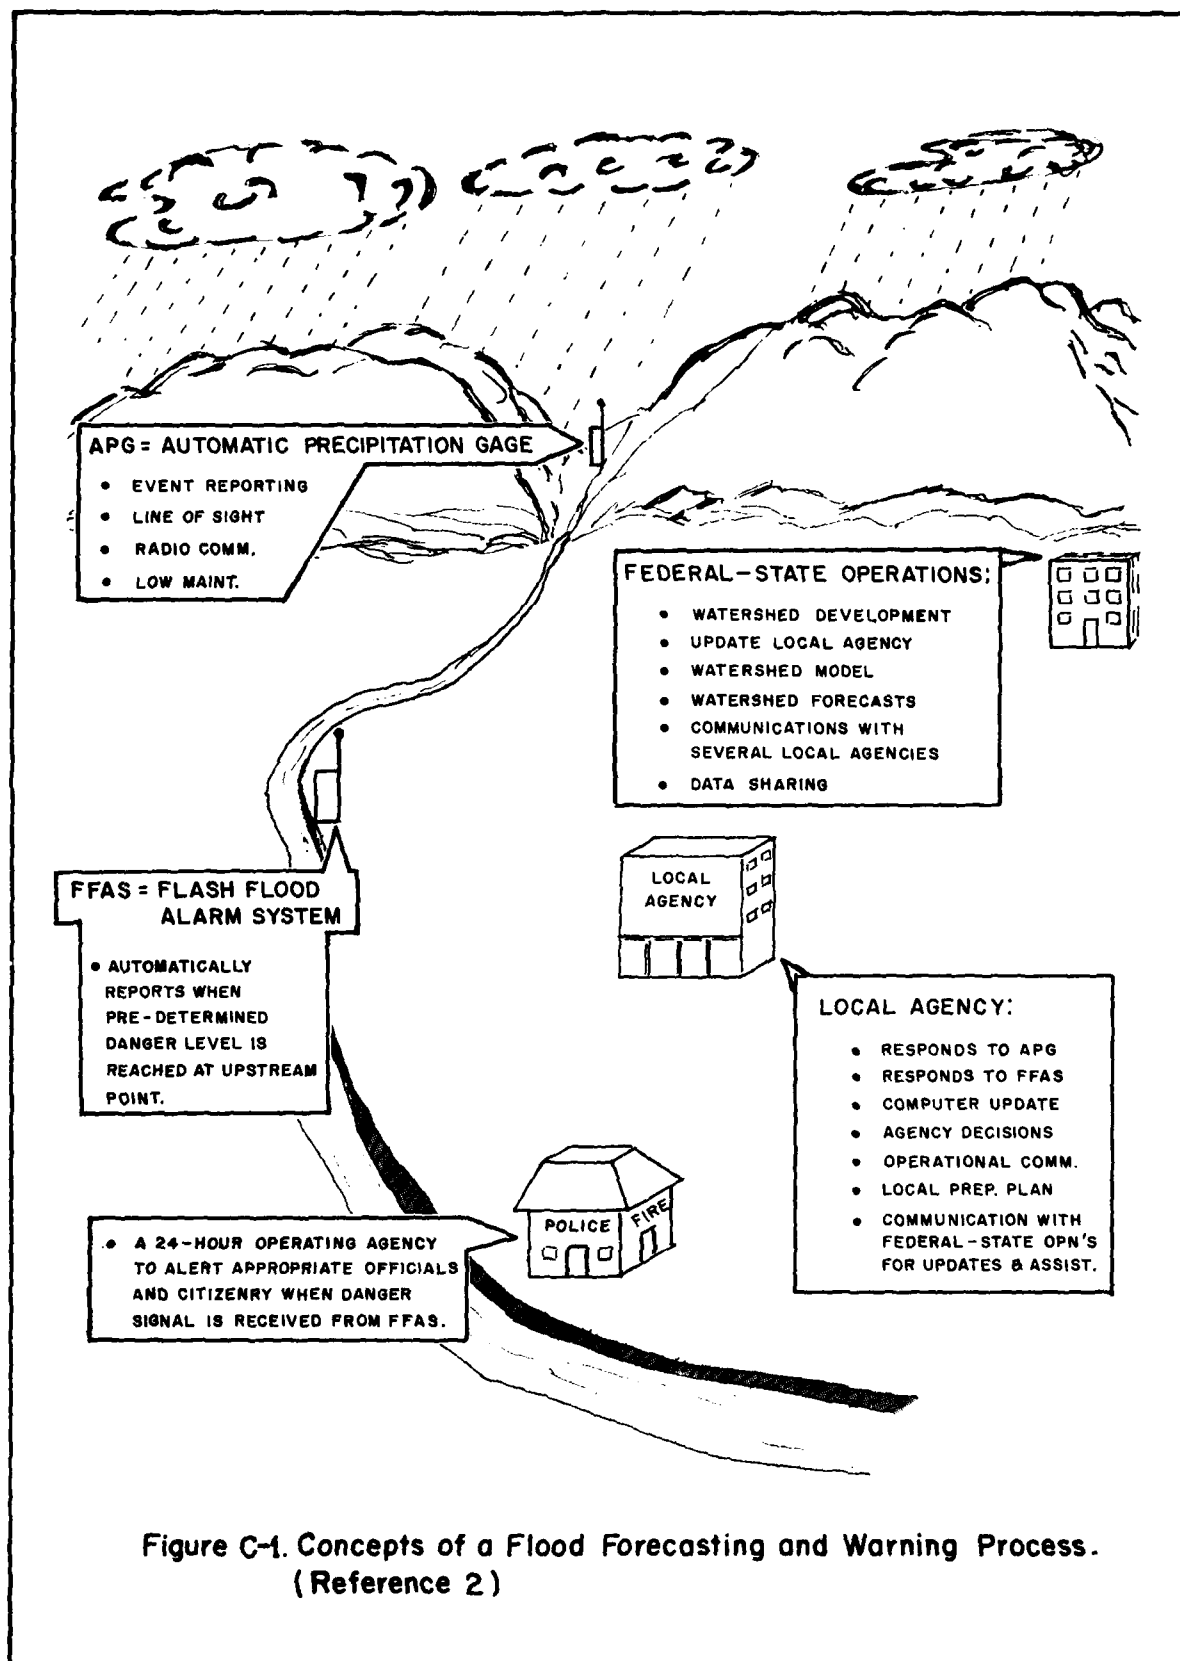 APG = AUTOMATIC PRECIPITATION GAGE
• EVENT REPORTING
• LINE OF SIGHT
• RADIO COMM.
• LOW MAINT.
FEDERAL-STATE OPERATIONS:
• WATERSHED DEVELOPMENT
• UPDATE LOCAL AGENCY
• WATERSHED MODEL
• WATERSHED FORECASTS
• COMMUNICATIONS WITH
SEVERAL LOCAL AGENCIES
• DATA SHARING
LOCAL
AGENCY
FFAS = FLASH FLOOD
ALARM SYSTEM
• AUTOMATICALLY
REPORTS WHEN
PRE-DETERMINED
DANGER LEVEL IS
REACHED AT UPSTREAM
POINT.
LOCAL AGENCY:
• RESPONDS TO APG
• RESPONDS TO FFAS
• COMPUTER UPDATE
• AGENCY DECISIONS
• OPERATIONAL COMM.
• LOCAL PREP. PLAN
• COMMUNICATION WITH
FEDERAL-STATE OPN'S
FOR UPDATES & ASSIST.
POLICE FIRE
• A 24-HOUR OPERATING AGENCY
TO ALERT APPROPRIATE OFFICIALS
AND CITIZENRY WHEN DANGER
SIGNAL IS RECEIVED FROM FFAS.
Figure C-1. Concepts of a Flood Forecasting and Warning Process.
(Reference 2)